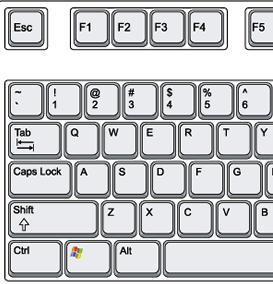 Esc F1 F2 F3 F4 F5
~ ! @ # $ % ^
` 1 2 3 4 5 6
Tab Q W E R T Y
Caps Lock A S D F G
Shift Z X C V B
Ctrl Alt